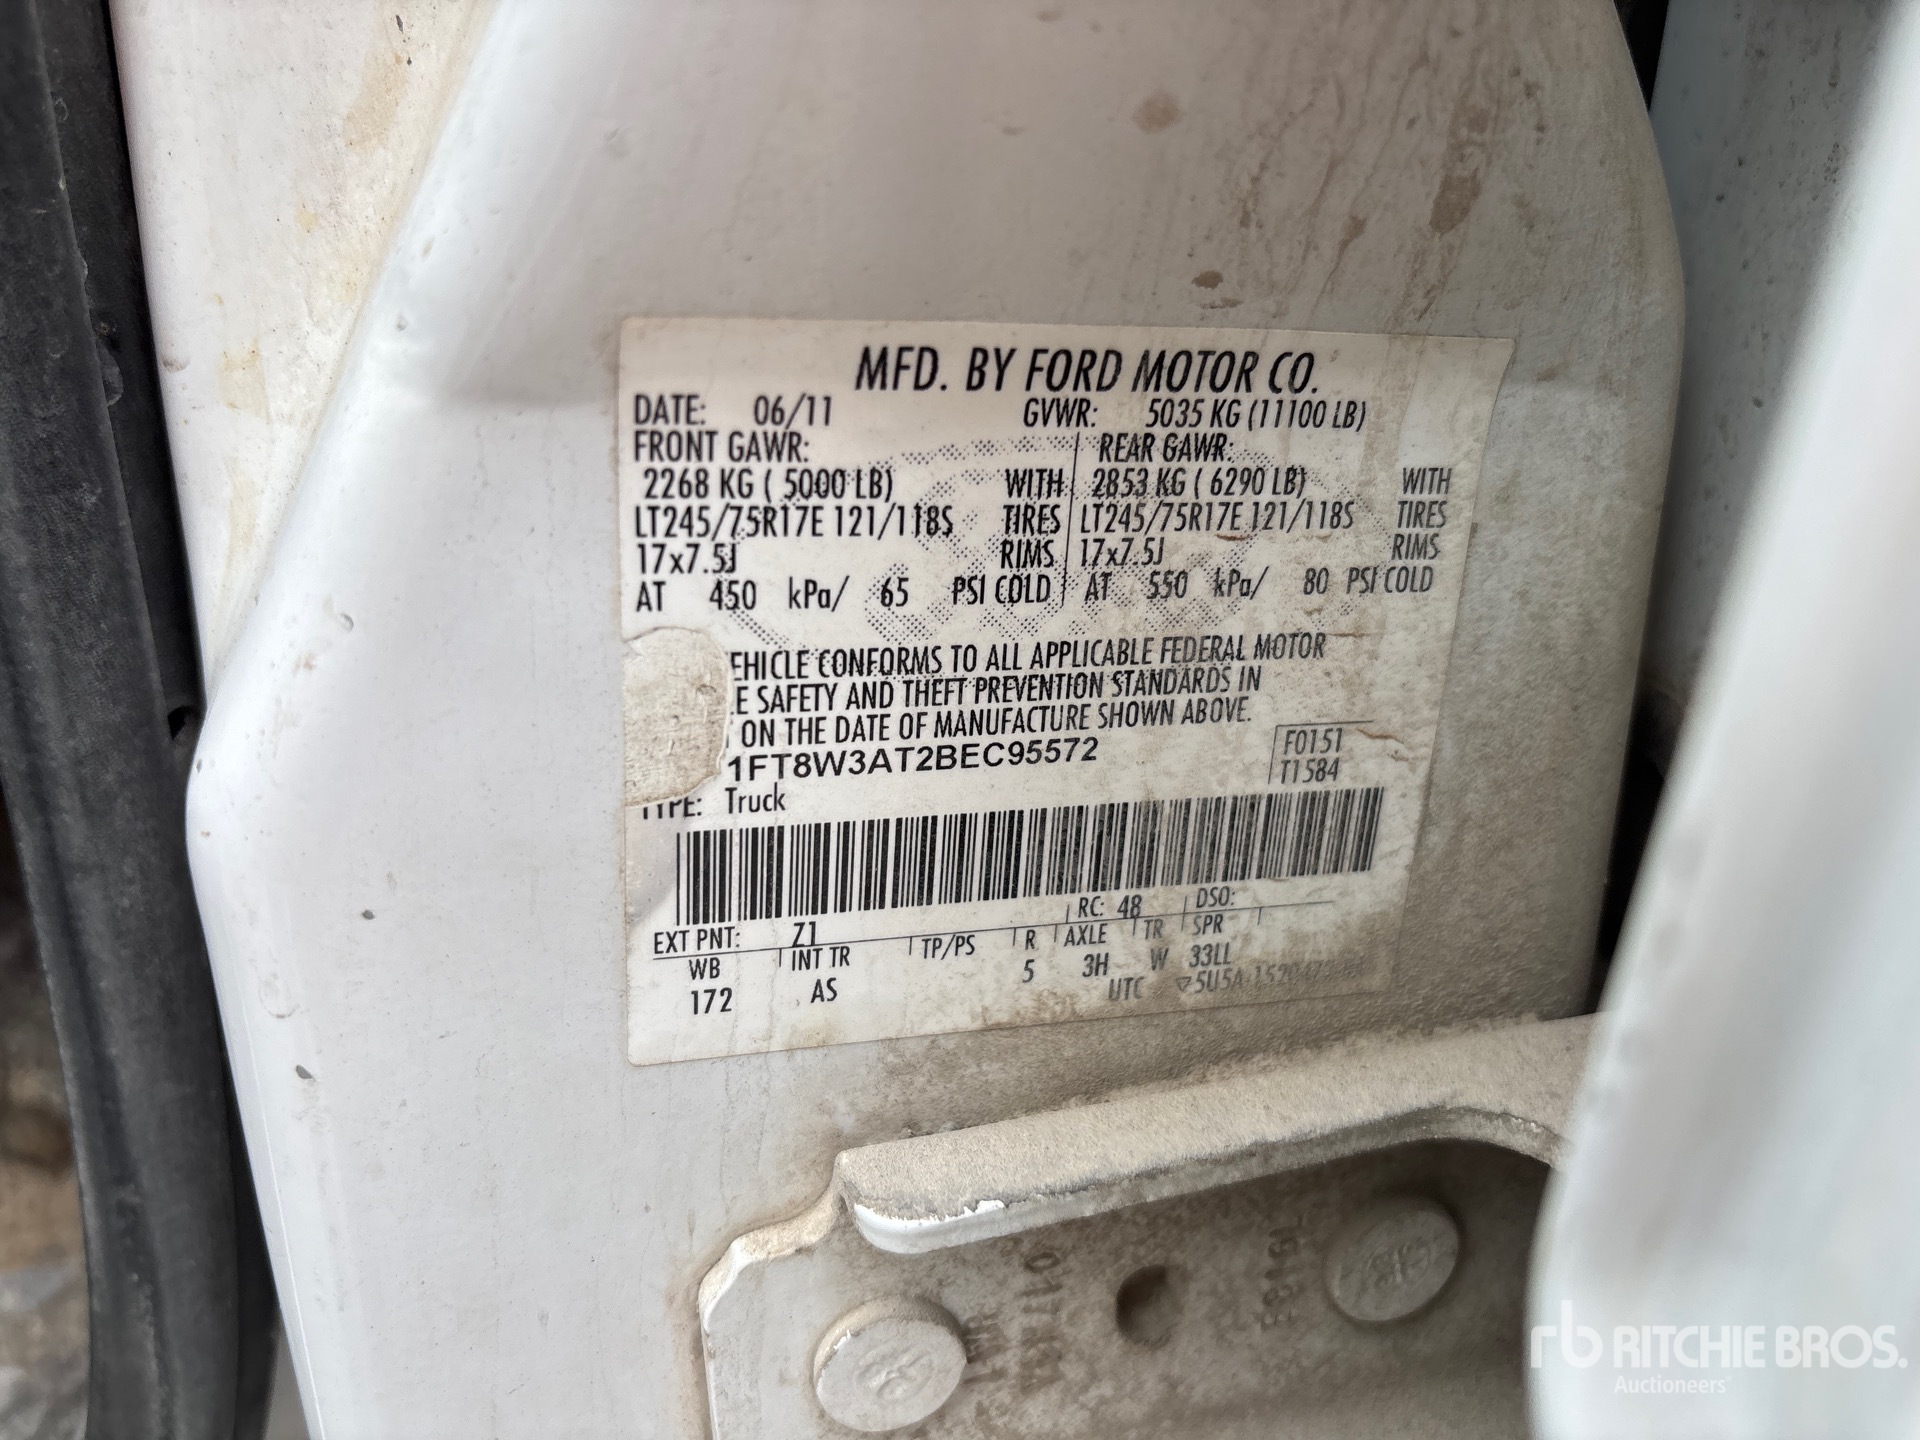 MFD. BY FORD MOTOR CO.
DATE: 06/11 GVWR: 5035 KG (11100 LB)
FRONT GAWR: REAR GAWR:
2268 KG ( 5000 LB) WITH 2853 KG ( 6290 LB) WITH
LT245/75R17E 121/118S TIRES LT245/75R17E 121/118S TIRES
17x7.5J RIMS 17x7.5J RIMS
AT 450 kPa/ 65 PSI COLD AT 550 kPa/ 80 PSI COLD
EHICLE CONFORMS TO ALL APPLICABLE FEDERAL MOTOR
E SAFETY AND THEFT PREVENTION STANDARDS IN
ON THE DATE OF MANUFACTURE SHOWN ABOVE.
1FT8W3AT2BEC95572 F0151
T1584
TYPE: Truck
RC: 48 DSO:
EXT PNT: Z1
WB INT TR TP/PS R AXLE TR SPR
172 AS 5 3H W 33LL
UTC
RITCHIE BROS.
Auctioneers